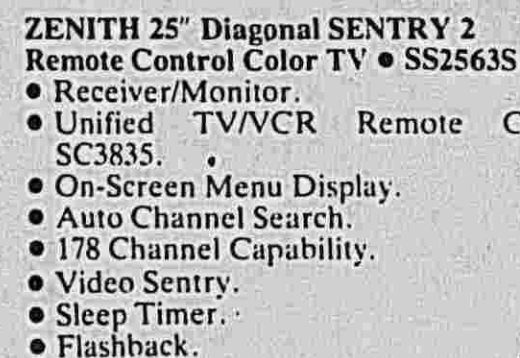 ZENITH 25" Diagonal SENTRY 2
Remote Control Color TV ● SS2563S
● Receiver/Monitor.
● Unified TV/VCR Remote
SC3835.
● On-Screen Menu Display.
● Auto Channel Search.
● 178 Channel Capability.
● Video Sentry.
● Sleep Timer.
● Flashback.